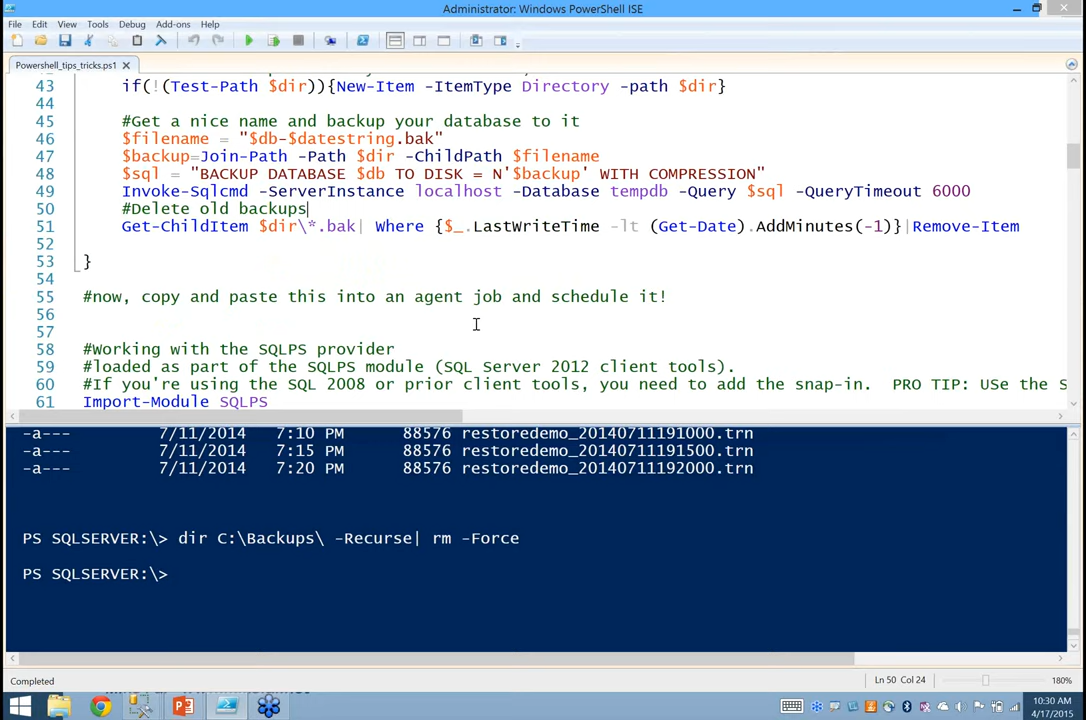 Administrator: Windows PowerShell ISE
File Edit View Tools Debug Add-ons Help
Powershell_tips_tricks.ps1
43 if(!(Test-Path $dir)){New-Item -ItemType Directory -path $dir}
44
45 #Get a nice name and backup your database to it
46 $filename = "$db-$datestring.bak"
47 $backup=Join-Path -Path $dir -ChildPath $filename
48 $sql = "BACKUP DATABASE $db TO DISK = N'$backup' WITH COMPRESSION"
49 Invoke-Sqlcmd -ServerInstance localhost -Database tempdb -Query $sql -QueryTimeout 6000
50 #Delete old backups
51 Get-ChildItem $dir\*.bak| Where {$_.LastWriteTime -lt (Get-Date).AddMinutes(-1)}|Remove-Item
52
53 }
54
55 #now, copy and paste this into an agent job and schedule it!
56
57
58 #Working with the SQLPS provider
59 #loaded as part of the SQLPS module (SQL Server 2012 client tools).
60 #If you're using the SQL 2008 or prior client tools, you need to add the snap-in.  PRO TIP: USe the S
61 Import-Module SQLPS
-a--- 7/11/2014 7:10 PM 88576 restoredemo_20140711191000.trn
-a--- 7/11/2014 7:15 PM 88576 restoredemo_20140711191500.trn
-a--- 7/11/2014 7:20 PM 88576 restoredemo_20140711192000.trn
PS SQLSERVER:\> dir C:\Backups\ -Recurse| rm -Force
PS SQLSERVER:\>
Completed Ln 50 Col 24 180%
10:30 AM
4/17/2015